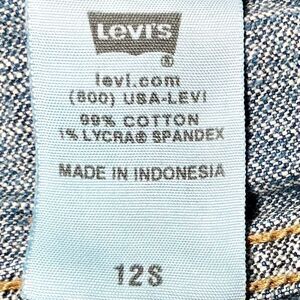 Levi's
®
levi.com
(800) USA-LEVI
99% COTTON
1% LYCRA® SPANDEX
MADE IN INDONESIA
12S